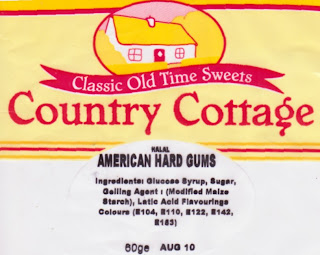 Classic Old Time Sweets
Country Cottage
HALAL
AMERICAN HARD GUMS
Ingredients: Glucose Syrup, Sugar,
Gelling Agent : (Modified Maize
Starch), Latic Acid Flavourings
Colours (E104, E110, E122, E142,
E153)
80ge AUG 10